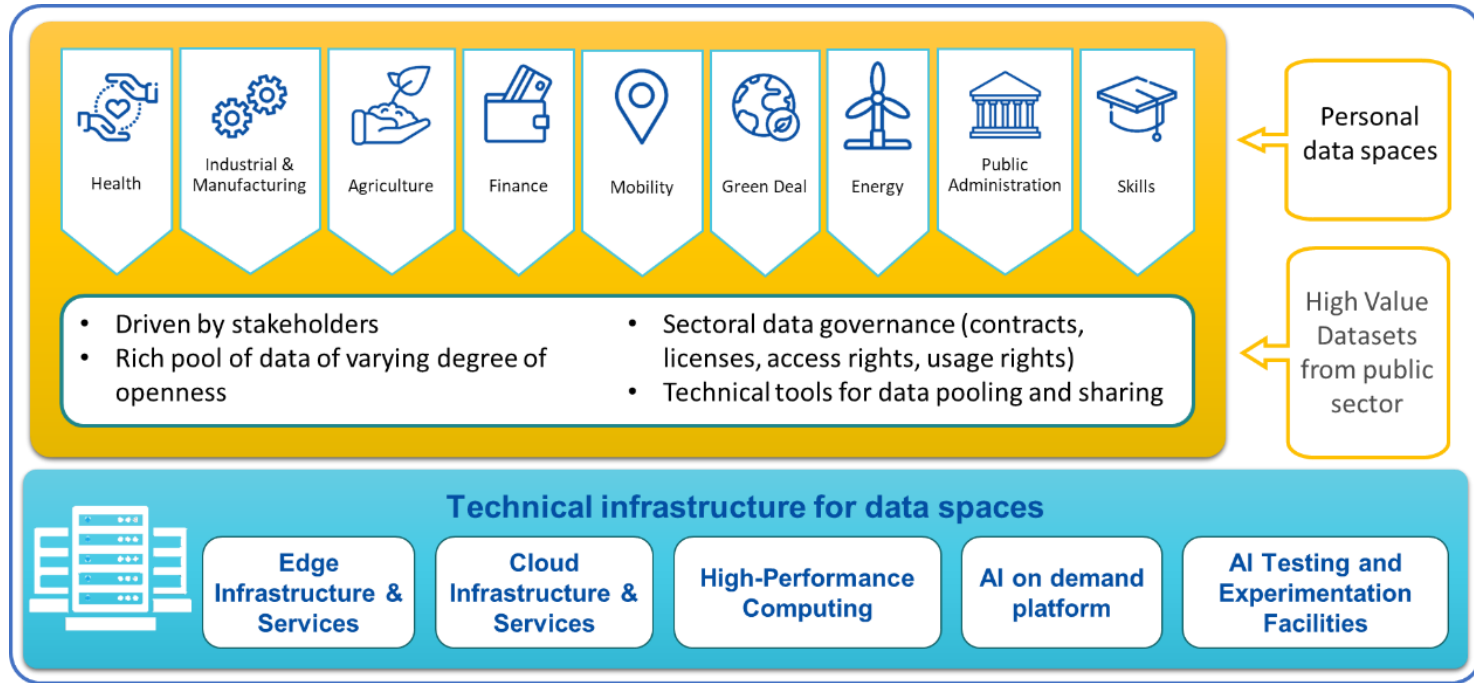 Health
Industrial &
Manufacturing
Agriculture
Finance
Mobility
Green Deal
Energy
Public
Administration
Skills
Personal
data spaces
• Driven by stakeholders
• Rich pool of data of varying degree of
openness
• Sectoral data governance (contracts,
licenses, access rights, usage rights)
• Technical tools for data pooling and sharing
High Value
Datasets
from public
sector
Technical infrastructure for data spaces
Edge
Infrastructure &
Services
Cloud
Infrastructure &
Services
High-Performance
Computing
AI on demand
platform
AI Testing and
Experimentation
Facilities